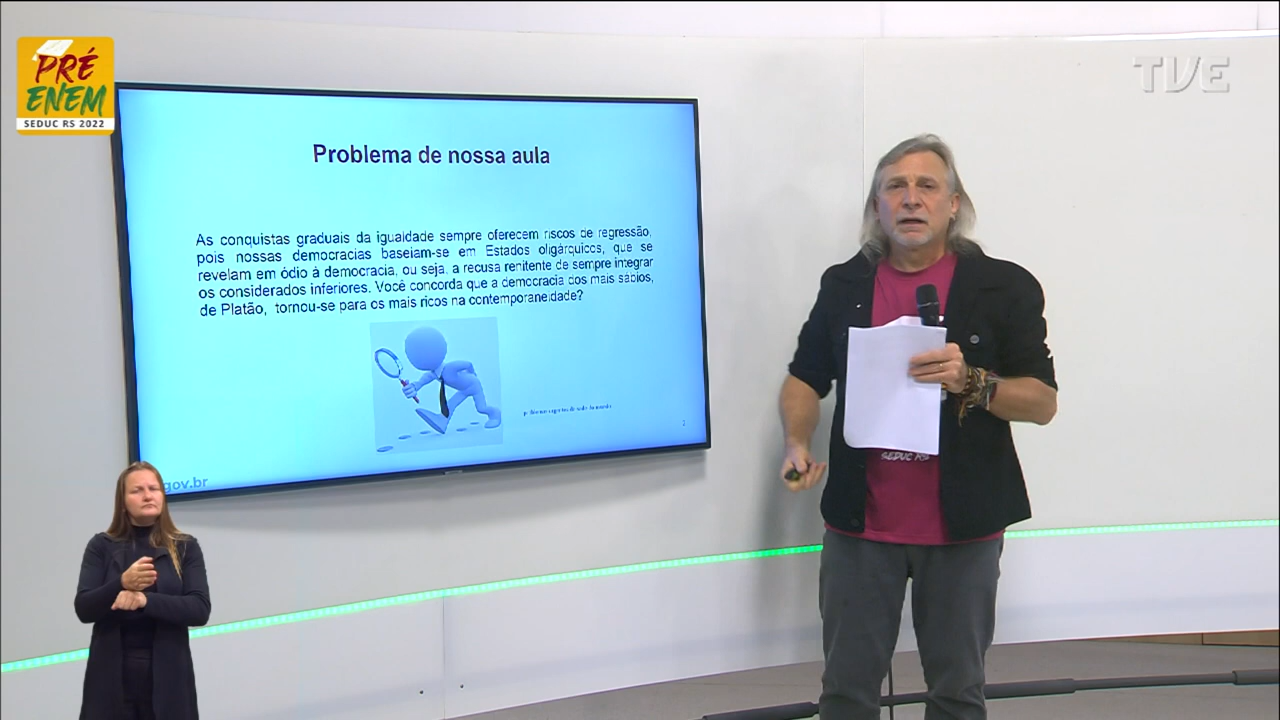 PRÉ
ENEM
SEDUC RS 2022
TVE
Problema de nossa aula
As conquistas graduais da igualdade sempre oferecem riscos de regressão,
pois nossas democracias baseiam-se em Estados oligárquicos, que se
revelam em ódio à democracia, ou seja, a recusa renitente de sempre integrar
os considerados inferiores. Você concorda que a democracia dos mais sábios,
de Platão, tornou-se para os mais ricos na contemporaneidade?
2
gov.br
SEDUC RS